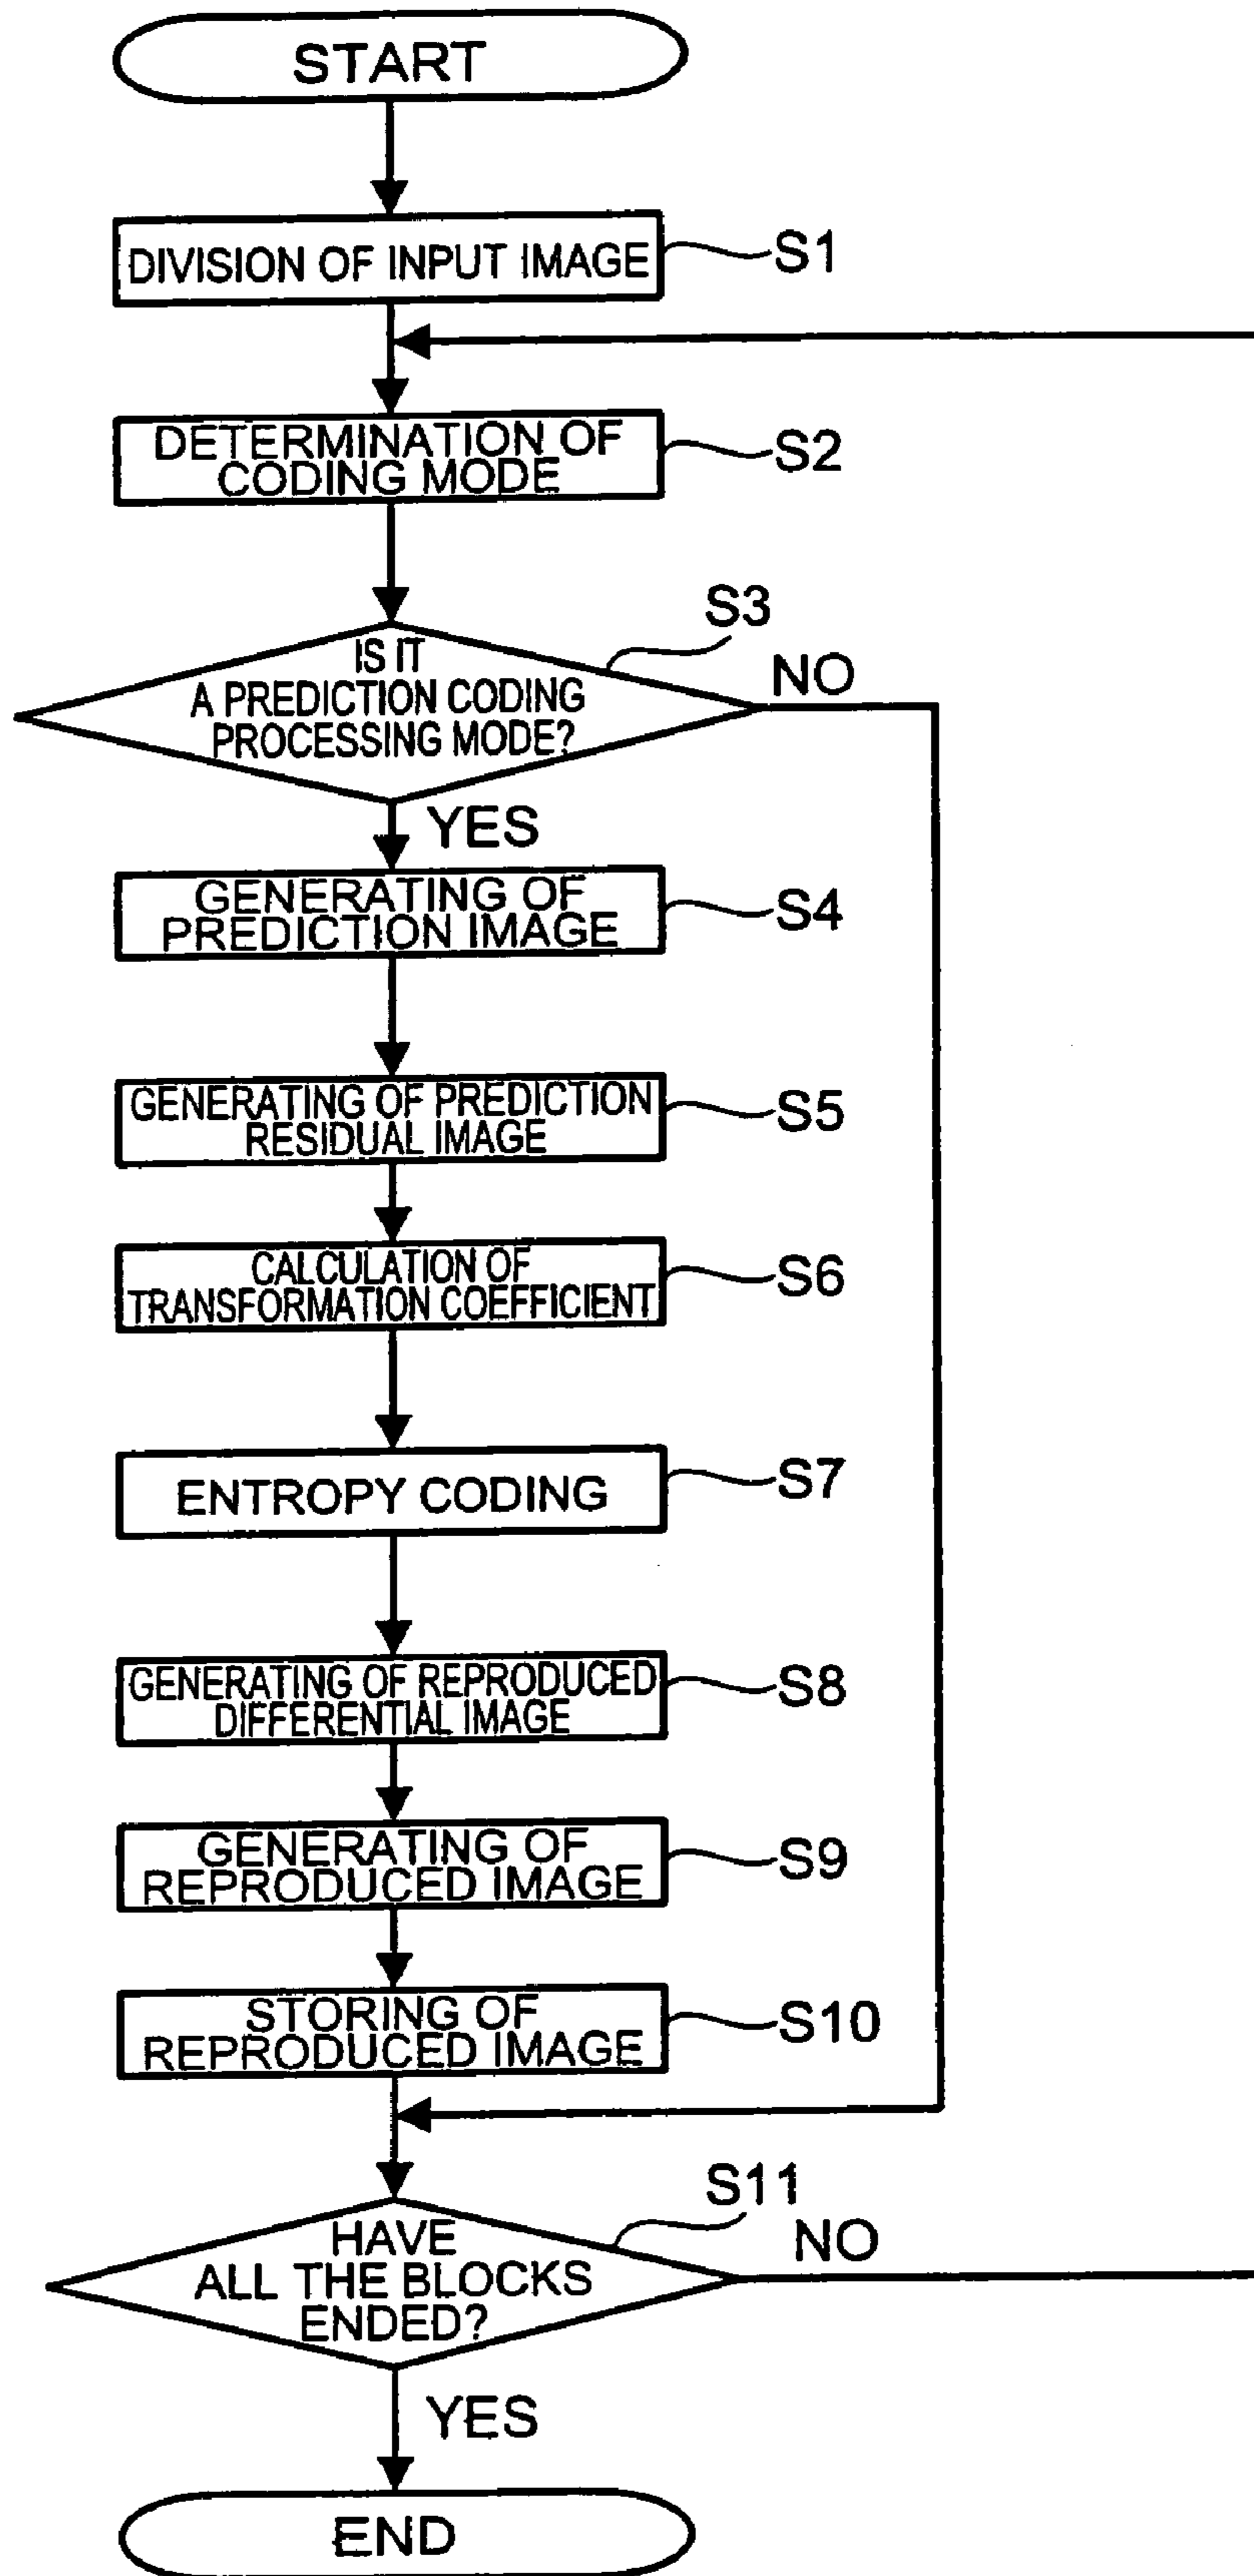 START
DIVISION OF INPUT IMAGE
S1
DETERMINATION OF
CODING MODE
S2
S3
IS IT
A PREDICTION CODING
PROCESSING MODE?
NO
YES
GENERATING OF
PREDICTION IMAGE
S4
GENERATING OF PREDICTION
RESIDUAL IMAGE
S5
CALCULATION OF
TRANSFORMATION COEFFICIENT
S6
ENTROPY CODING
S7
GENERATING OF REPRODUCED
DIFFERENTIAL IMAGE
S8
GENERATING OF
REPRODUCED IMAGE
S9
STORING OF
REPRODUCED IMAGE
S10
S11
HAVE
ALL THE BLOCKS
ENDED?
NO
YES
END